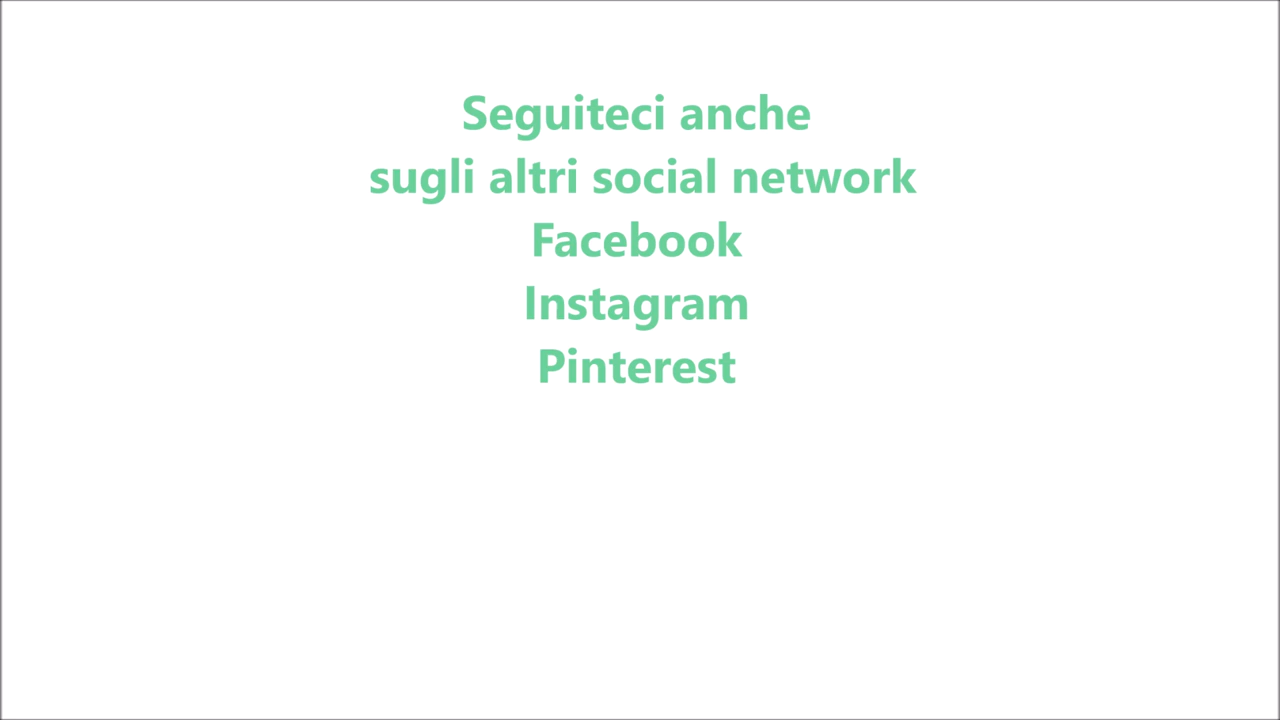 Seguiteci anche
sugli altri social network
Facebook
Instagram
Pinterest